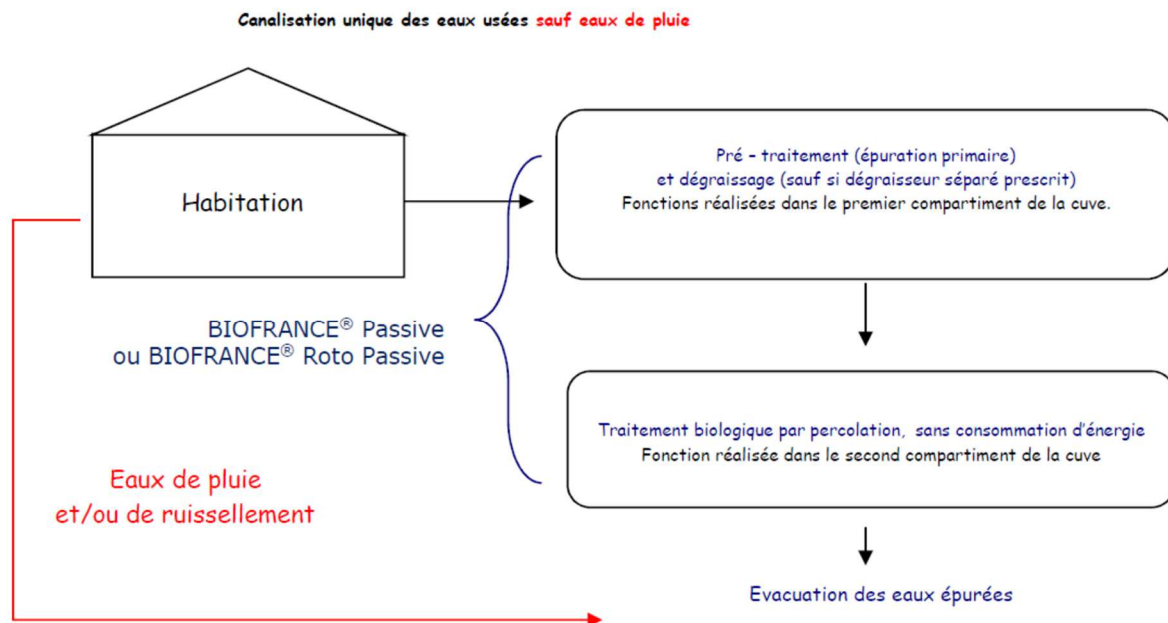 Canalisation unique des eaux usées sauf eaux de pluie
Habitation
Pré – traitement (épuration primaire)
et dégraissage (sauf si dégraisseur séparé prescrit)
Fonctions réalisées dans le premier compartiment de la cuve.
BIOFRANCE® Passive
ou BIOFRANCE® Roto Passive
Traitement biologique par percolation, sans consommation d'énergie
Fonction réalisée dans le second compartiment de la cuve
Eaux de pluie
et/ou de ruissellement
Evacuation des eaux épurées